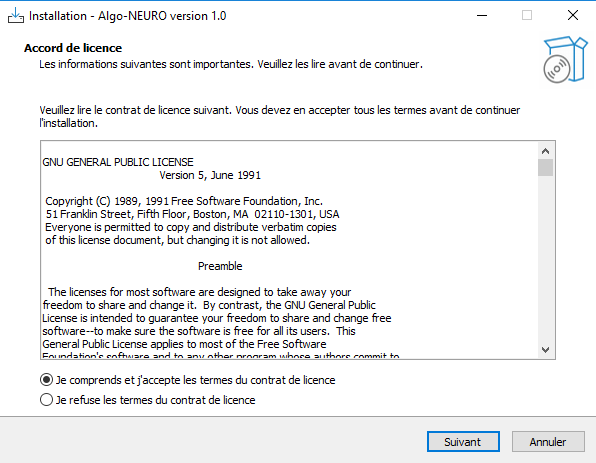 Installation - Algo-NEURO version 1.0
Accord de licence
Les informations suivantes sont importantes. Veuillez les lire avant de continuer.
Veuillez lire le contrat de licence suivant. Vous devez en accepter tous les termes avant de continuer
l'installation.
GNU GENERAL PUBLIC LICENSE
Version 5, June 1991
Copyright (C) 1989, 1991 Free Software Foundation, Inc.
51 Franklin Street, Fifth Floor, Boston, MA  02110-1301, USA
Everyone is permitted to copy and distribute verbatim copies
of this license document, but changing it is not allowed.
Preamble
The licenses for most software are designed to take away your
freedom to share and change it.  By contrast, the GNU General Public
License is intended to guarantee your freedom to share and change free
software--to make sure the software is free for all its users.  This
General Public License applies to most of the Free Software
Foundation's software and to any other program whose authors commit to
Je comprends et j'accepte les termes du contrat de licence
Je refuse les termes du contrat de licence
Suivant
Annuler